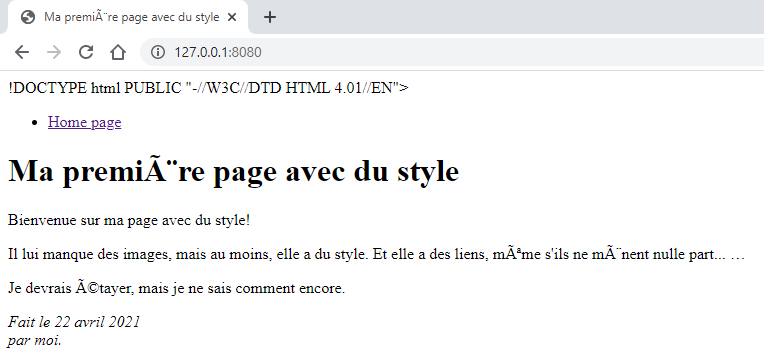 Ma premiÃ¨re page avec du style
127.0.0.1:8080
!DOCTYPE html PUBLIC "-//W3C//DTD HTML 4.01//EN">
Home page
Ma premiÃ¨re page avec du style
Bienvenue sur ma page avec du style!
Il lui manque des images, mais au moins, elle a du style. Et elle a des liens, mÃªme s'ils ne mÃ¨nent nulle part... …
Je devrais Ã©tayer, mais je ne sais comment encore.
Fait le 22 avril 2021
par moi.